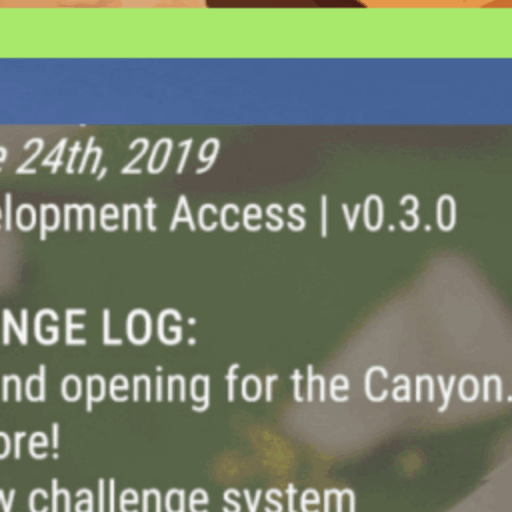 e 24th, 2019
elopment Access | v0.3.0
NGE LOG:
nd opening for the Canyon.
ore!
w challenge system